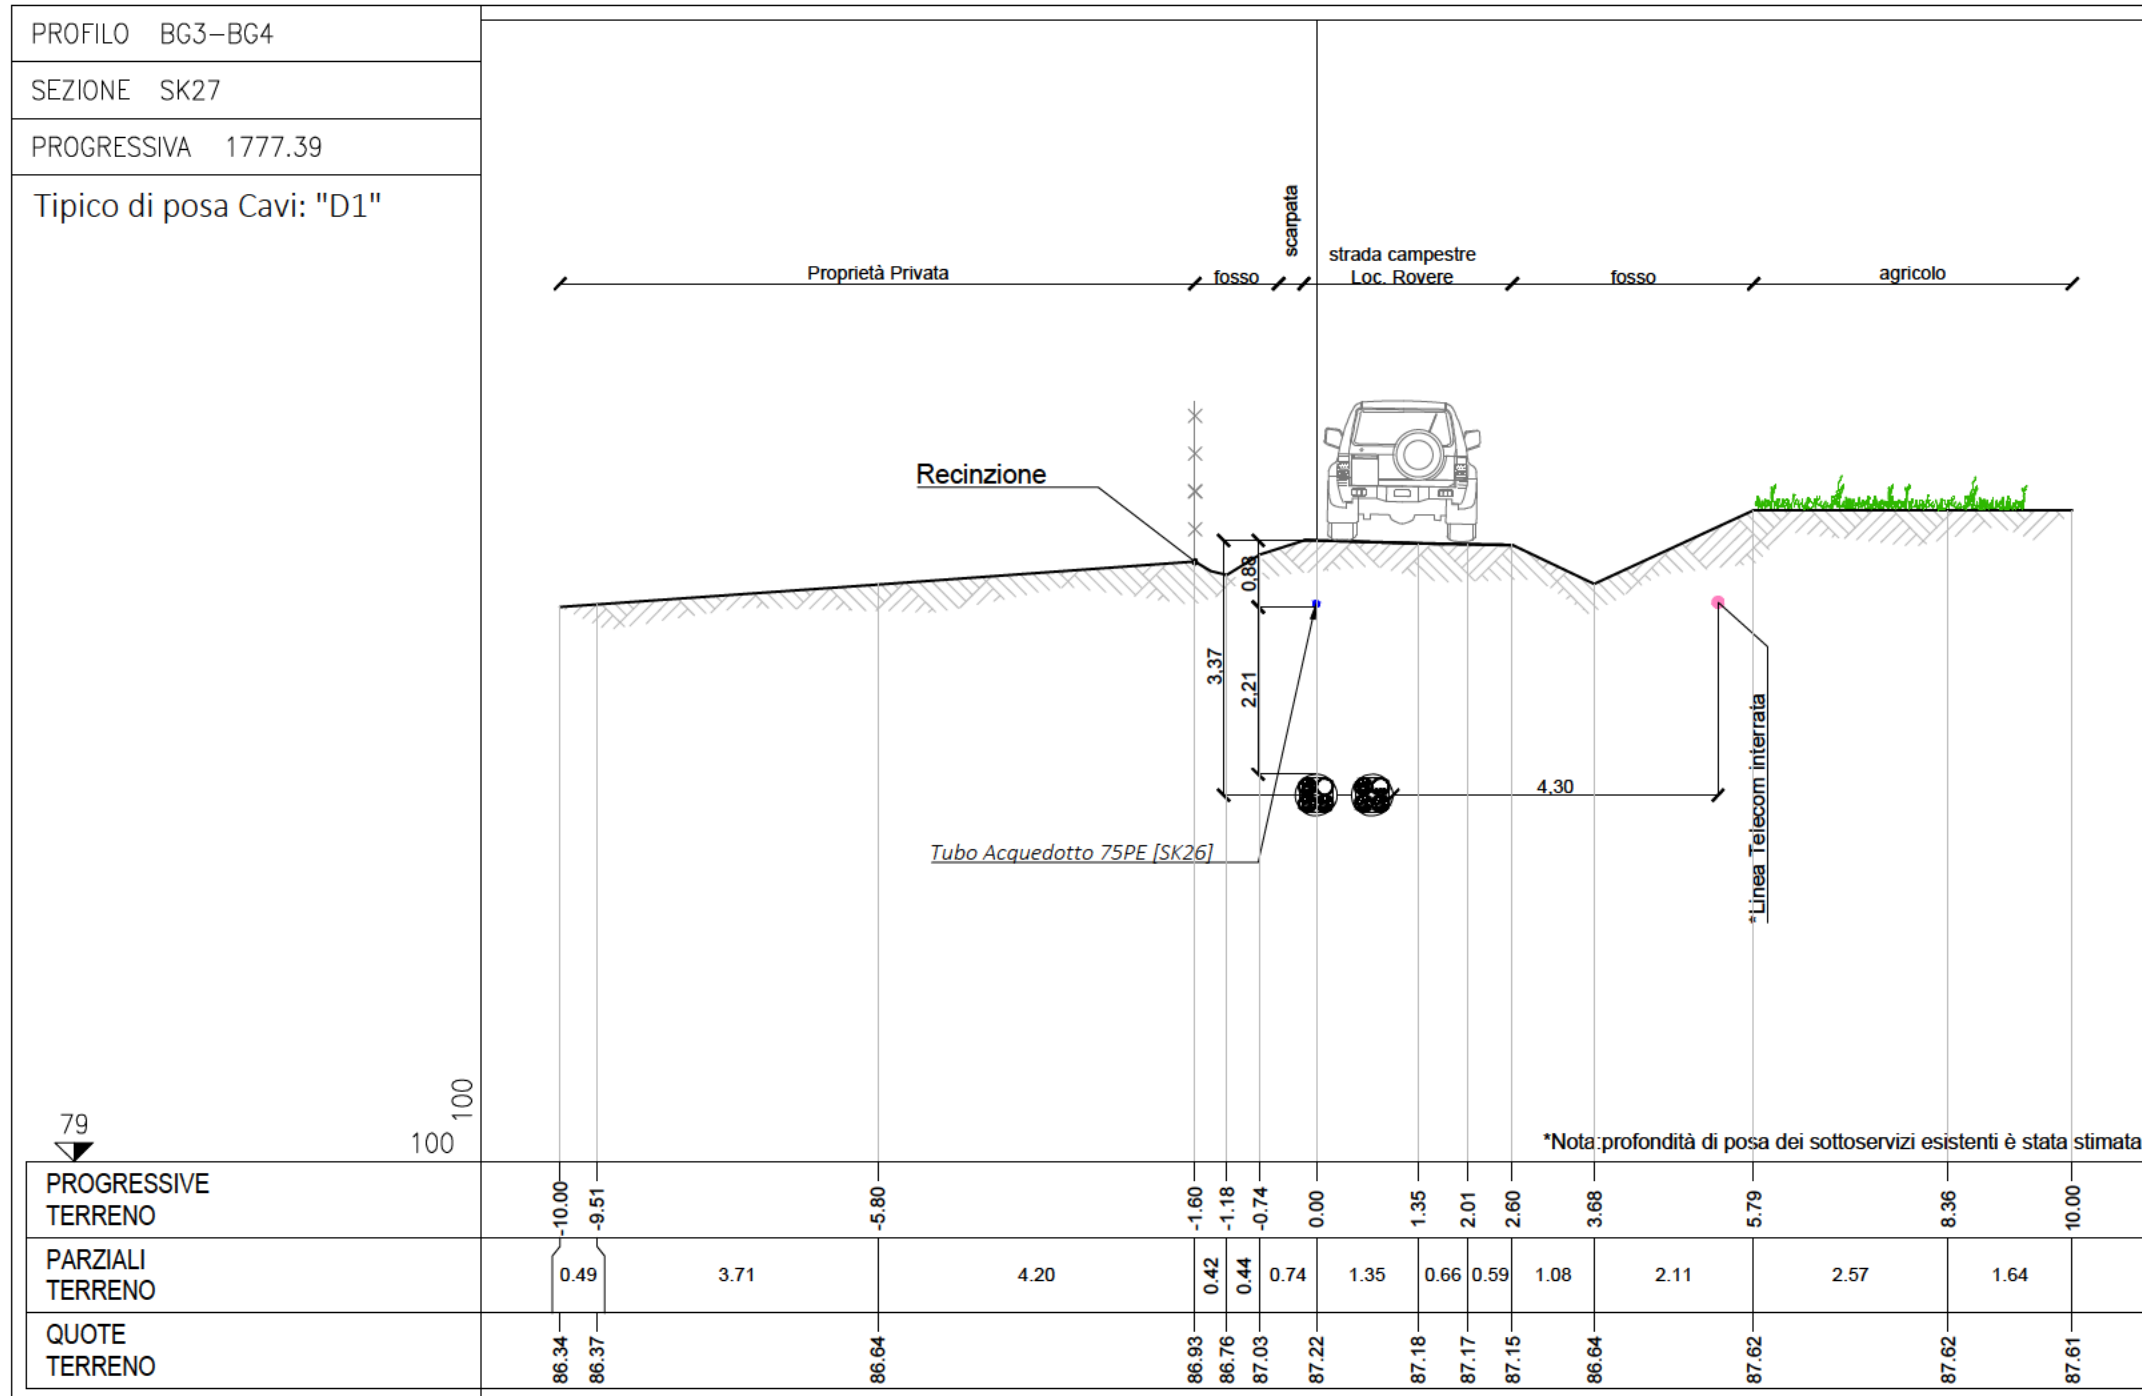 PROFILO BG3-BG4
SEZIONE SK27
PROGRESSIVA 1777.39
Tipico di posa Cavi: "D1"
scarpata
strada campestre
Proprietà Privata fosso Loc. Rovere fosso agricolo
Recinzione
0,88
3,37
2,21
4,30
*Linea Telecom interrata
Tubo Acquedotto 75PE [SK26]
100
79
100
*Nota:profondità di posa dei sottoservizi esistenti è stata stimata
PROGRESSIVE
TERRENO
-10.00 -9.51 -5.80 -1.60 -1.18 -0.74 0.00 1.35 2.01 2.60 3.68 5.79 8.36 10.00
PARZIALI
TERRENO
0.49 3.71 4.20 0.42 0.44 0.74 1.35 0.66 0.59 1.08 2.11 2.57 1.64
QUOTE
TERRENO
86.34 86.37 86.64 86.93 86.76 87.03 87.22 87.18 87.17 87.15 86.64 87.62 87.62 87.61